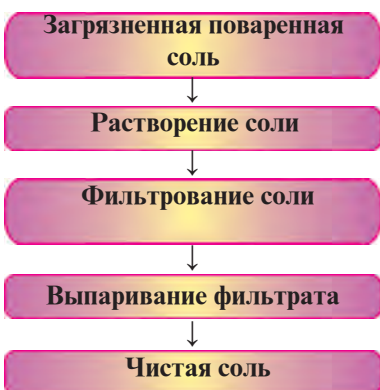 Загрязненная поваренная
соль
Растворение соли
Фильтрование соли
Выпаривание фильтрата
Чистая соль